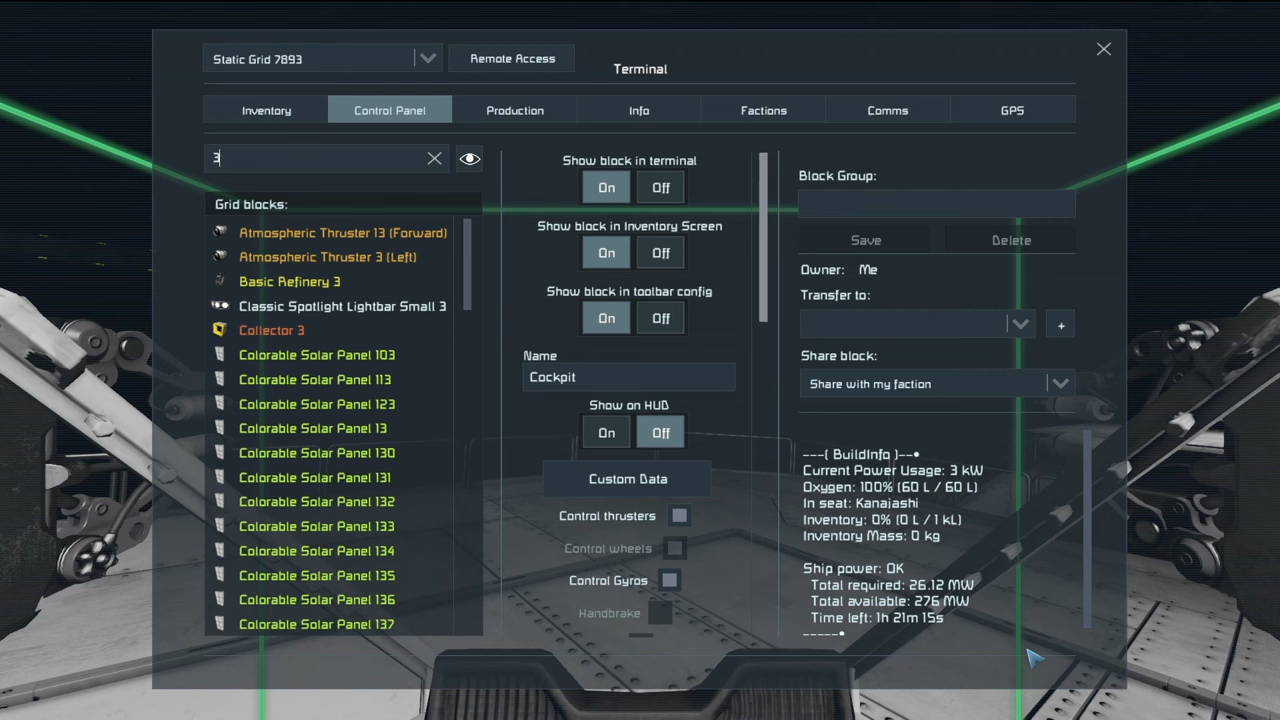 Static Grid 7893
Remote Access
Terminal
Inventory
Control Panel
Production
Info
Factions
Comms
GPS
3
Grid blocks:
Atmospheric Thruster 13 (Forward)
Atmospheric Thruster 3 (Left)
Basic Refinery 3
Classic Spotlight Lightbar Small 3
Collector 3
Colorable Solar Panel 103
Colorable Solar Panel 113
Colorable Solar Panel 123
Colorable Solar Panel 13
Colorable Solar Panel 130
Colorable Solar Panel 131
Colorable Solar Panel 132
Colorable Solar Panel 133
Colorable Solar Panel 134
Colorable Solar Panel 135
Colorable Solar Panel 136
Colorable Solar Panel 137
Show block in terminal
On Off
Show block in Inventory Screen
On Off
Show block in toolbar config
On Off
Name
Cockpit
Show on HUD
On Off
Custom Data
Control thrusters
Control wheels
Control Gyros
Handbrake
Block Group:
Save Delete
Owner: Me
Transfer to:
+
Share block:
Share with my faction
---( BuildInfo )--•
Current Power Usage: 3 kW
Oxygen: 100% (60 L / 60 L)
In seat: Kanajashi
Inventory: 0% (0 L / 1 kL)
Inventory Mass: 0 kg
Ship power: OK
Total required: 26.12 MW
Total available: 276 MW
Time left: 1h 21m 15s
-----•